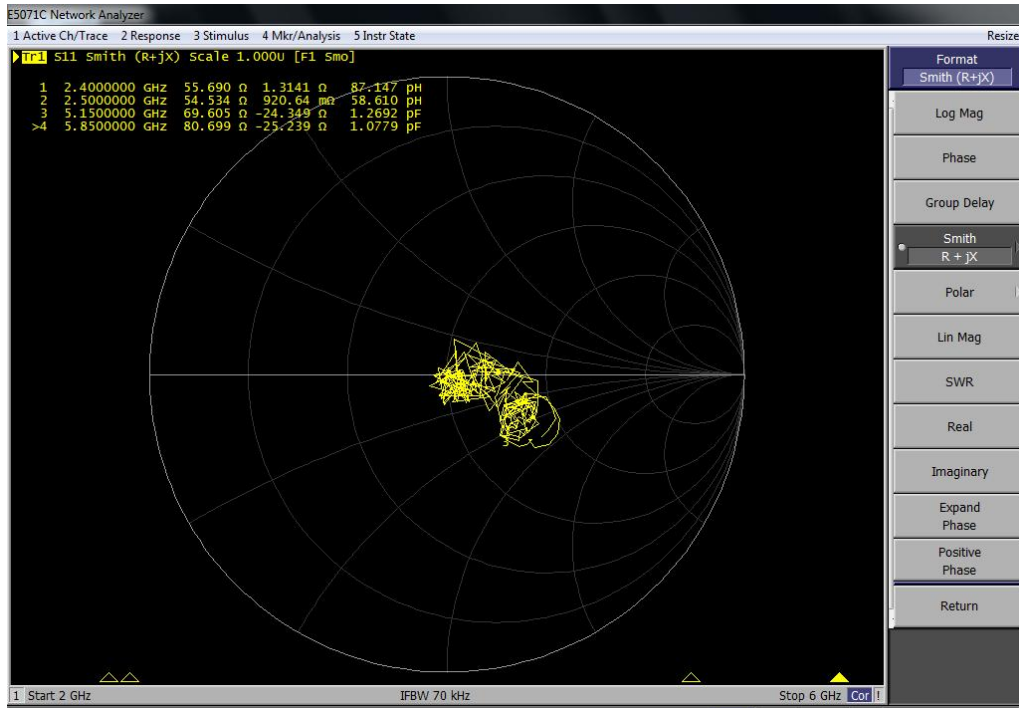 E5071C Network Analyzer
1 Active Ch/Trace 2 Response 3 Stimulus 4 Mkr/Analysis 5 Instr State Resize
Tr1 S11 Smith (R+jX) Scale 1.000U [F1 Smo]
1 2.4000000 GHz 55.690 Ω 1.3141 Ω 87.147 pH
2 2.5000000 GHz 54.534 Ω 920.64 mΩ 58.610 pH
3 5.1500000 GHz 69.605 Ω -24.349 Ω 1.2692 pF
>4 5.8500000 GHz 80.699 Ω -25.239 Ω 1.0779 pF
3
Format
Smith (R+jX)
Log Mag
Phase
Group Delay
Smith
R + jX
Polar
Lin Mag
SWR
Real
Imaginary
Expand
Phase
Positive
Phase
Return
1 Start 2 GHz IFBW 70 kHz Stop 6 GHz Cor !